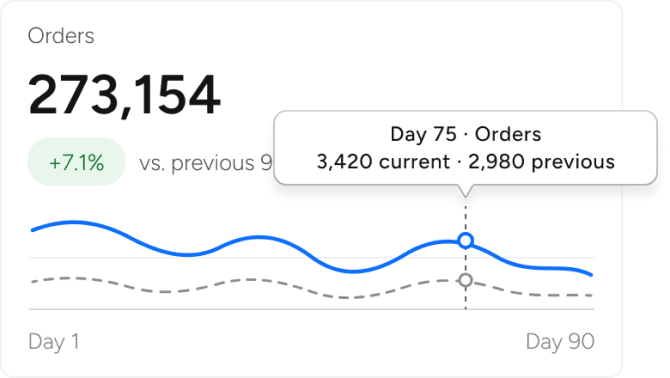 Orders
273,154
Day 75 · Orders
3,420 current · 2,980 previous
+7.1% vs. previous 9
Day 1 Day 90